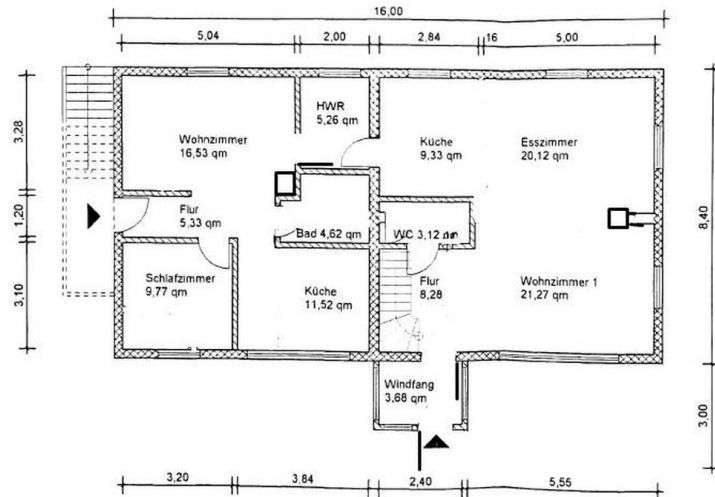 16,00
5,04
2,00
2,84
16
5,00
3,28
1,20
3,10
8,40
3,00
HWR
5,26 qm
Wohnzimmer
16,53 qm
Küche
9,33 qm
Esszimmer
20,12 qm
Flur
5,33 qm
Bad 4,62 qm
WC 3,12 qm
Schlafzimmer
9,77 qm
Küche
11,52 qm
Flur
8,28
Wohnzimmer 1
21,27 qm
Windfang
3,68 qm
3,20
3,84
2,40
5,55